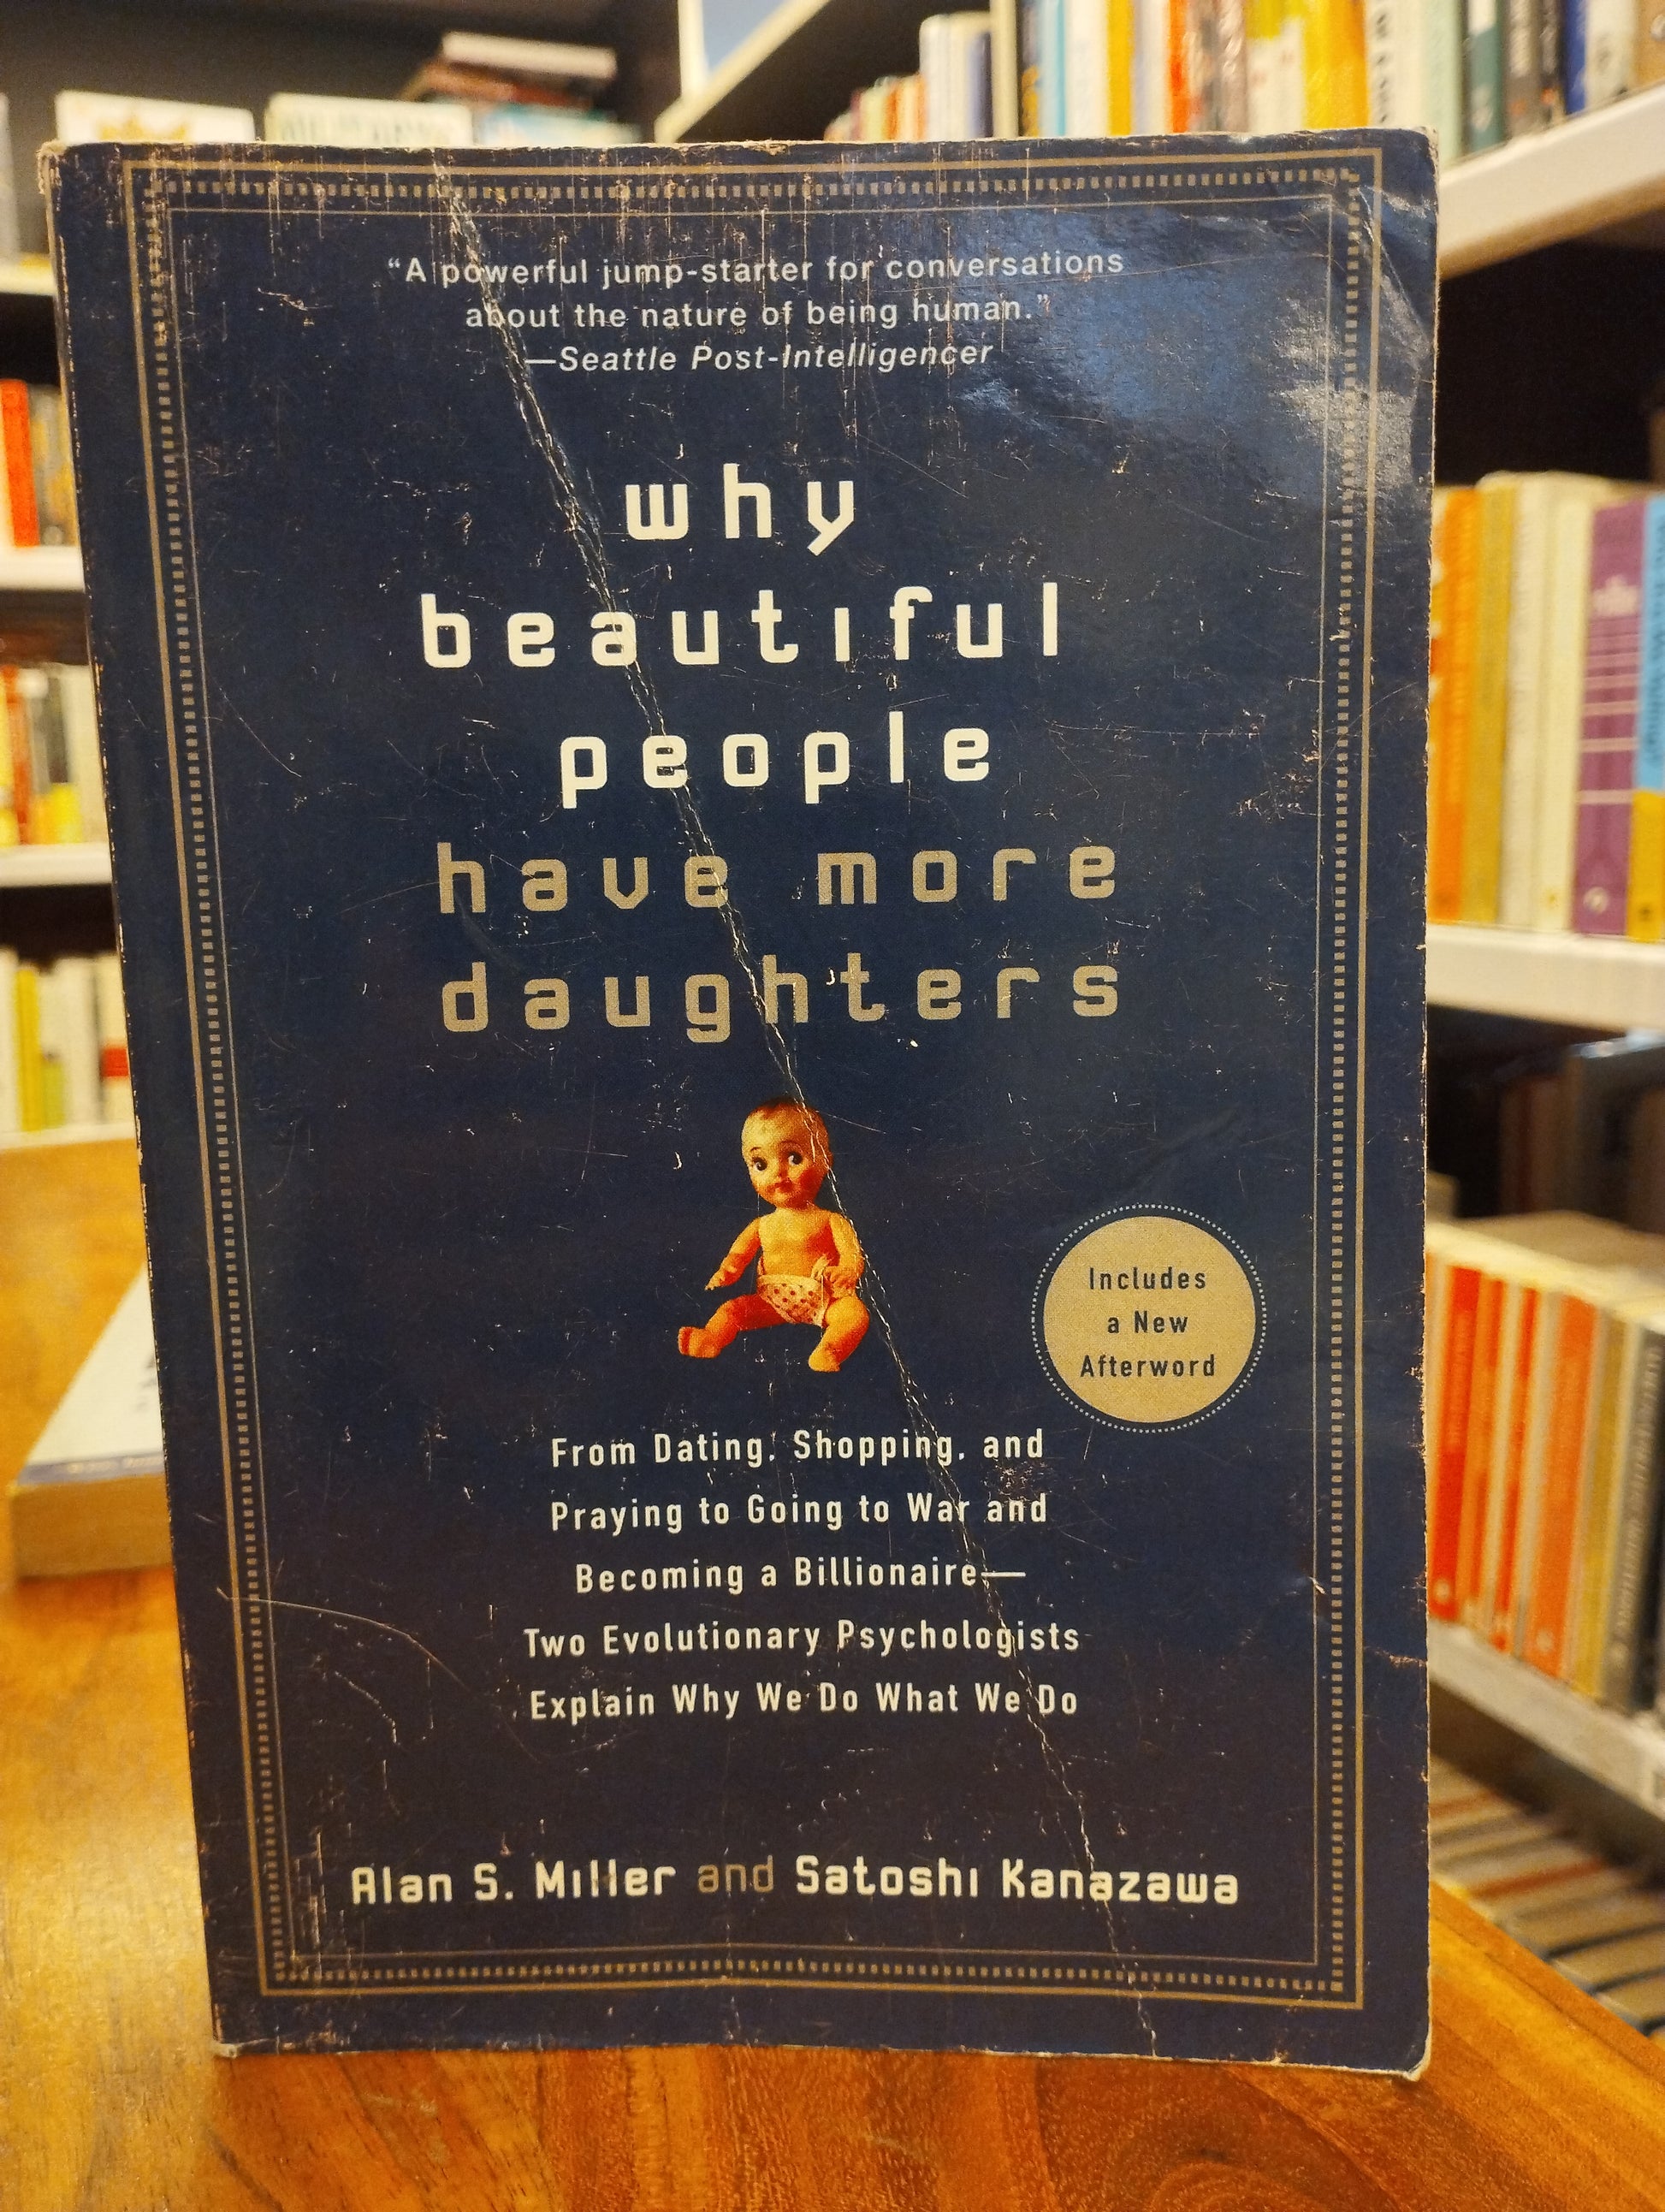 “A powerful jump-starter for conversations
about the nature of being human.”
—Seattle Post-Intelligencer
why
beautiful
people
have more
daughters
Includes
a New
Afterword
From Dating, Shopping, and
Praying to Going to War and
Becoming a Billionaire—
Two Evolutionary Psychologists
Explain Why We Do What We Do
Alan S. Miller and Satoshi Kanazawa